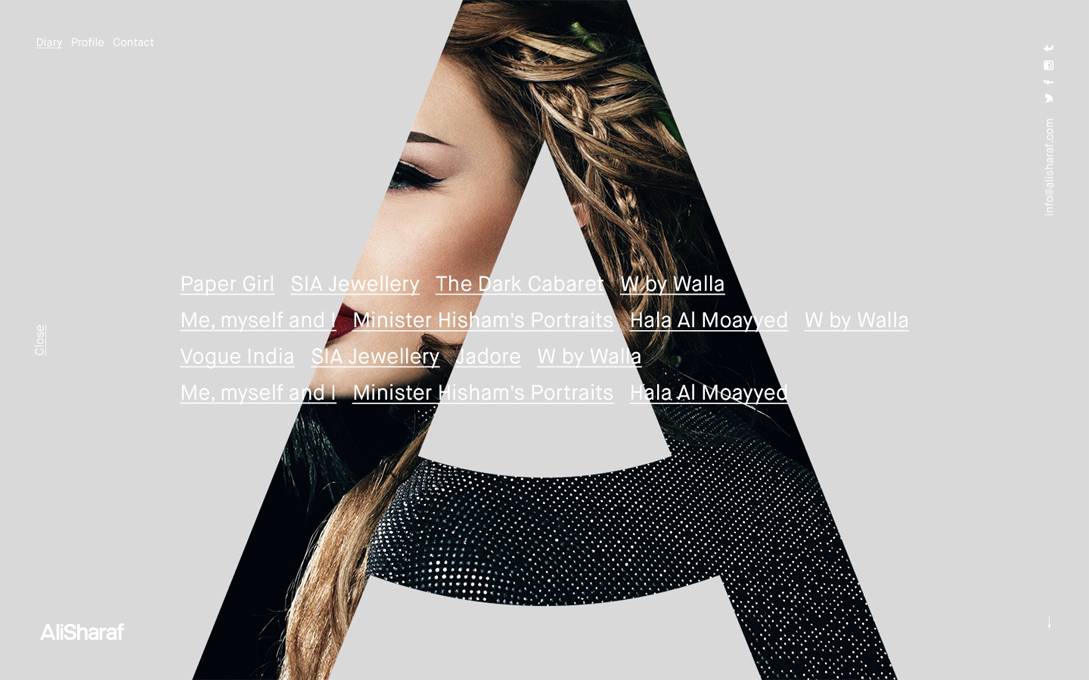 Diary Profile Contact
info@alisharaf.com
Paper Girl SIA Jewellery The Dark Cabaret W by Walla
Me, myself and I Minister Hisham's Portraits Hala Al Moayyed W by Walla
Vogue India SIA Jewellery Jadore W by Walla
Me, myself and I Minister Hisham's Portraits Hala Al Moayyed
Close
AliSharaf